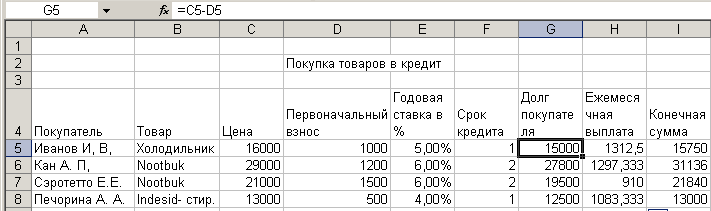 G5 fx =C5-D5
A B C D E F G H I
1
2 Покупка товаров в кредит
3
4 Покупатель Товар Цена Первоначальный взнос Годовая ставка в % Срок кредита Долг покупате ля Ежемеся чная выплата Конечная сумма
5 Иванов И, В, Холодильник 16000 1000 5,00% 1 15000 1312,5 15750
6 Кан А. П, Nootbuk 29000 1200 6,00% 2 27800 1297,333 31136
7 Сэротетто Е.Е. Nootbuk 21000 1500 6,00% 2 19500 910 21840
8 Печорина А. А. Indesid- стир. 13000 500 4,00% 1 12500 1083,333 13000